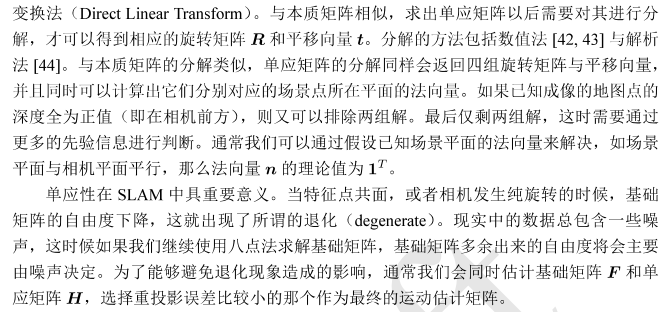 变换法（Direct Linear Transform）。与本质矩阵相似，求出单应矩阵以后需要对其进行分
解，才可以得到相应的旋转矩阵 R 和平移向量 t。分解的方法包括数值法 [42, 43] 与解析
法 [44]。与本质矩阵的分解类似，单应矩阵的分解同样会返回四组旋转矩阵与平移向量，
并且同时可以计算出它们分别对应的场景点所在平面的法向量。如果已知成像的地图点的
深度全为正值（即在相机前方），则又可以排除两组解。最后仅剩两组解，这时需要通过
更多的先验信息进行判断。通常我们可以通过假设已知场景平面的法向量来解决，如场景
平面与相机平面平行，那么法向量 n 的理论值为 1^T。
单应性在 SLAM 中具重要意义。当特征点共面，或者相机发生纯旋转的时候，基础
矩阵的自由度下降，这就出现了所谓的退化（degenerate）。现实中的数据总包含一些噪
声，这时候如果我们继续使用八点法求解基础矩阵，基础矩阵多余出来的自由度将会主要
由噪声决定。为了能够避免退化现象造成的影响，通常我们会同时估计基础矩阵 F 和单
应矩阵 H，选择重投影误差比较小的那个作为最终的运动估计矩阵。